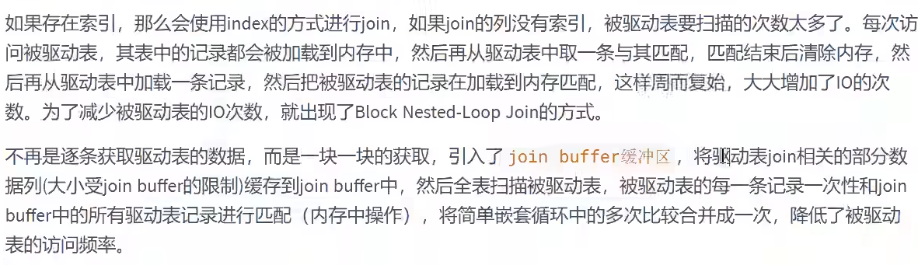 如果存在索引，那么会使用index的方式进行join，如果join的列没有索引，被驱动表要扫描的次数太多了。每次访
问被驱动表，其表中的记录都会被加载到内存中，然后再从驱动表中取一条与其匹配，匹配结束后清除内存，然
后再从驱动表中加载一条记录，然后把被驱动表的记录在加载到内存匹配，这样周而复始，大大增加了IO的次
数。为了减少被驱动表的IO次数，就出现了Block Nested-Loop Join的方式。
不再是逐条获取驱动表的数据，而是一块一块的获取，引入了 join buffer缓冲区 ，将驱动表join相关的部分数
据列(大小受join buffer的限制)缓存到join buffer中，然后全表扫描被驱动表，被驱动表的每一条记录一次性和join
buffer中的所有驱动表记录进行匹配（内存中操作），将简单嵌套循环中的多次比较合并成一次，降低了被驱动
表的访问频率。